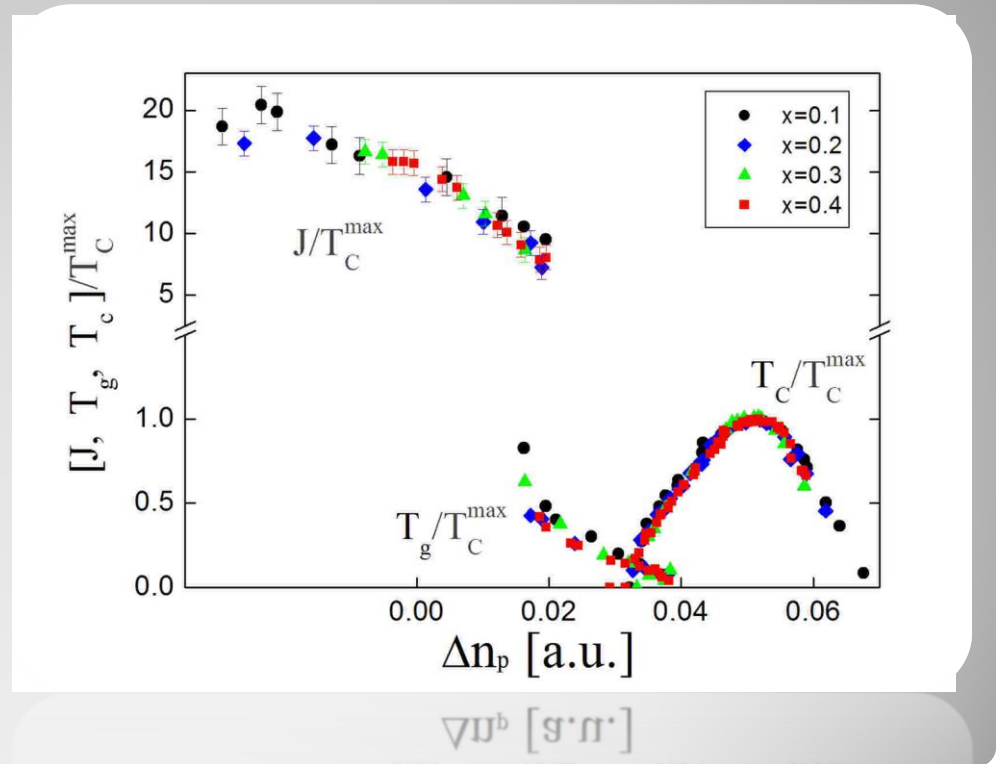 20
15
10
5
1.0
0.5
0.0
0.00 0.02 0.04 0.06
[J, T_g, T_c]/T_C^max
x=0.1
x=0.2
x=0.3
x=0.4
J/T_C^max
T_C/T_C^max
T_g/T_C^max
Δn_p [a.u.]